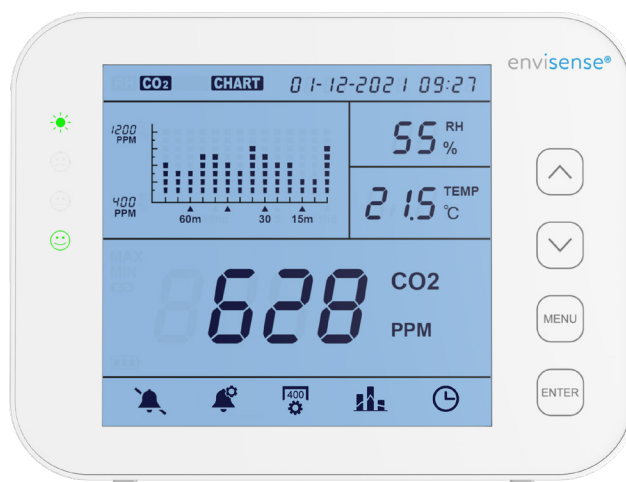 envisense®
CO2 CHART 01-12-2021 09:27
1200
PPM
400
PPM
60m 30 15m
55 RH
%
21.5 TEMP
°C
628 CO2
PPM
400
MENU
ENTER